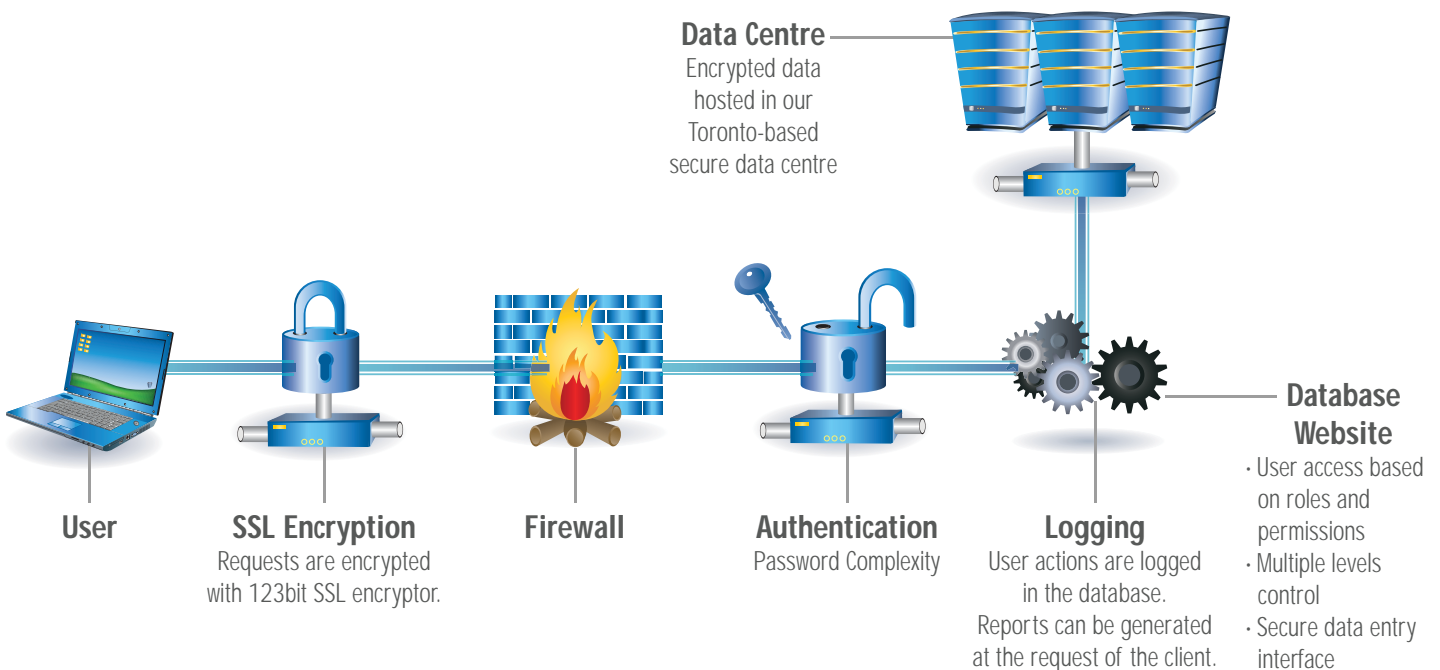 Data Centre
Encrypted data
hosted in our
Toronto-based
secure data centre
User
SSL Encryption
Requests are encrypted
with 123bit SSL encryptor.
Firewall
Authentication
Password Complexity
Logging
User actions are logged
in the database.
Reports can be generated
at the request of the client.
Database
Website
· User access based
on roles and
permissions
· Multiple levels
control
· Secure data entry
interface